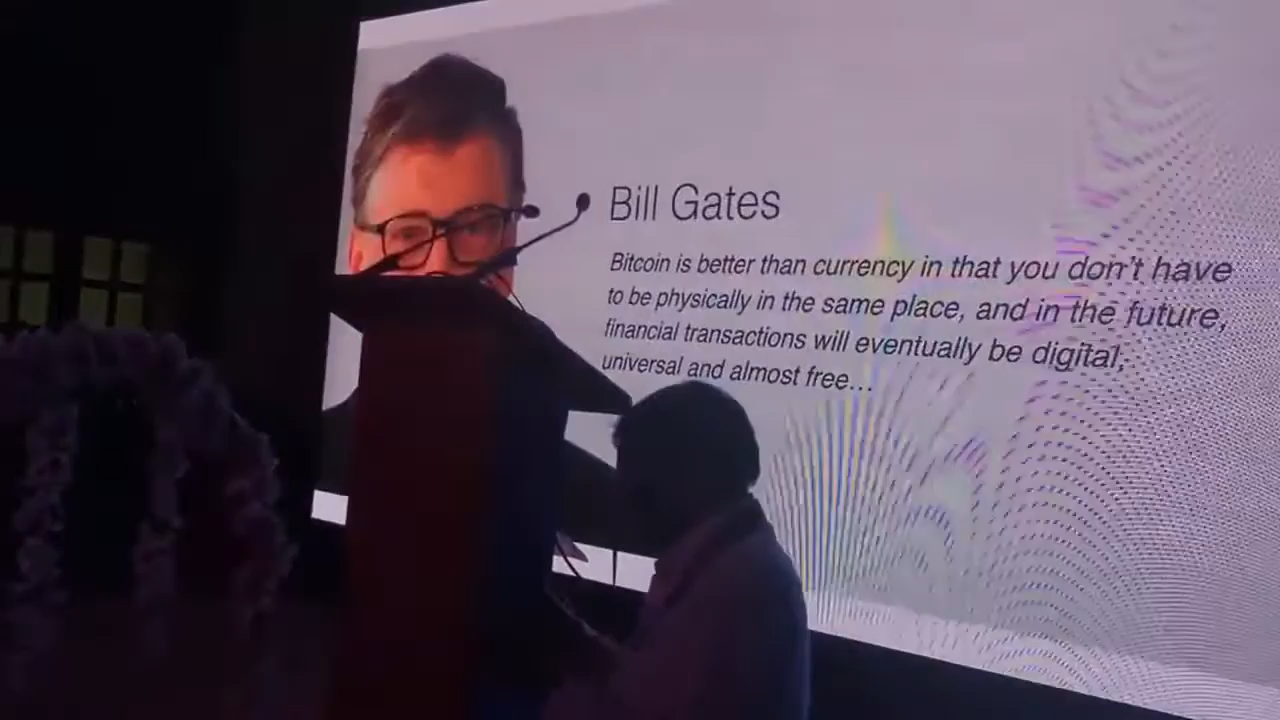 Bill Gates
Bitcoin is better than currency in that you don't have
to be physically in the same place, and in the future,
financial transactions will eventually be digital,
universal and almost free...